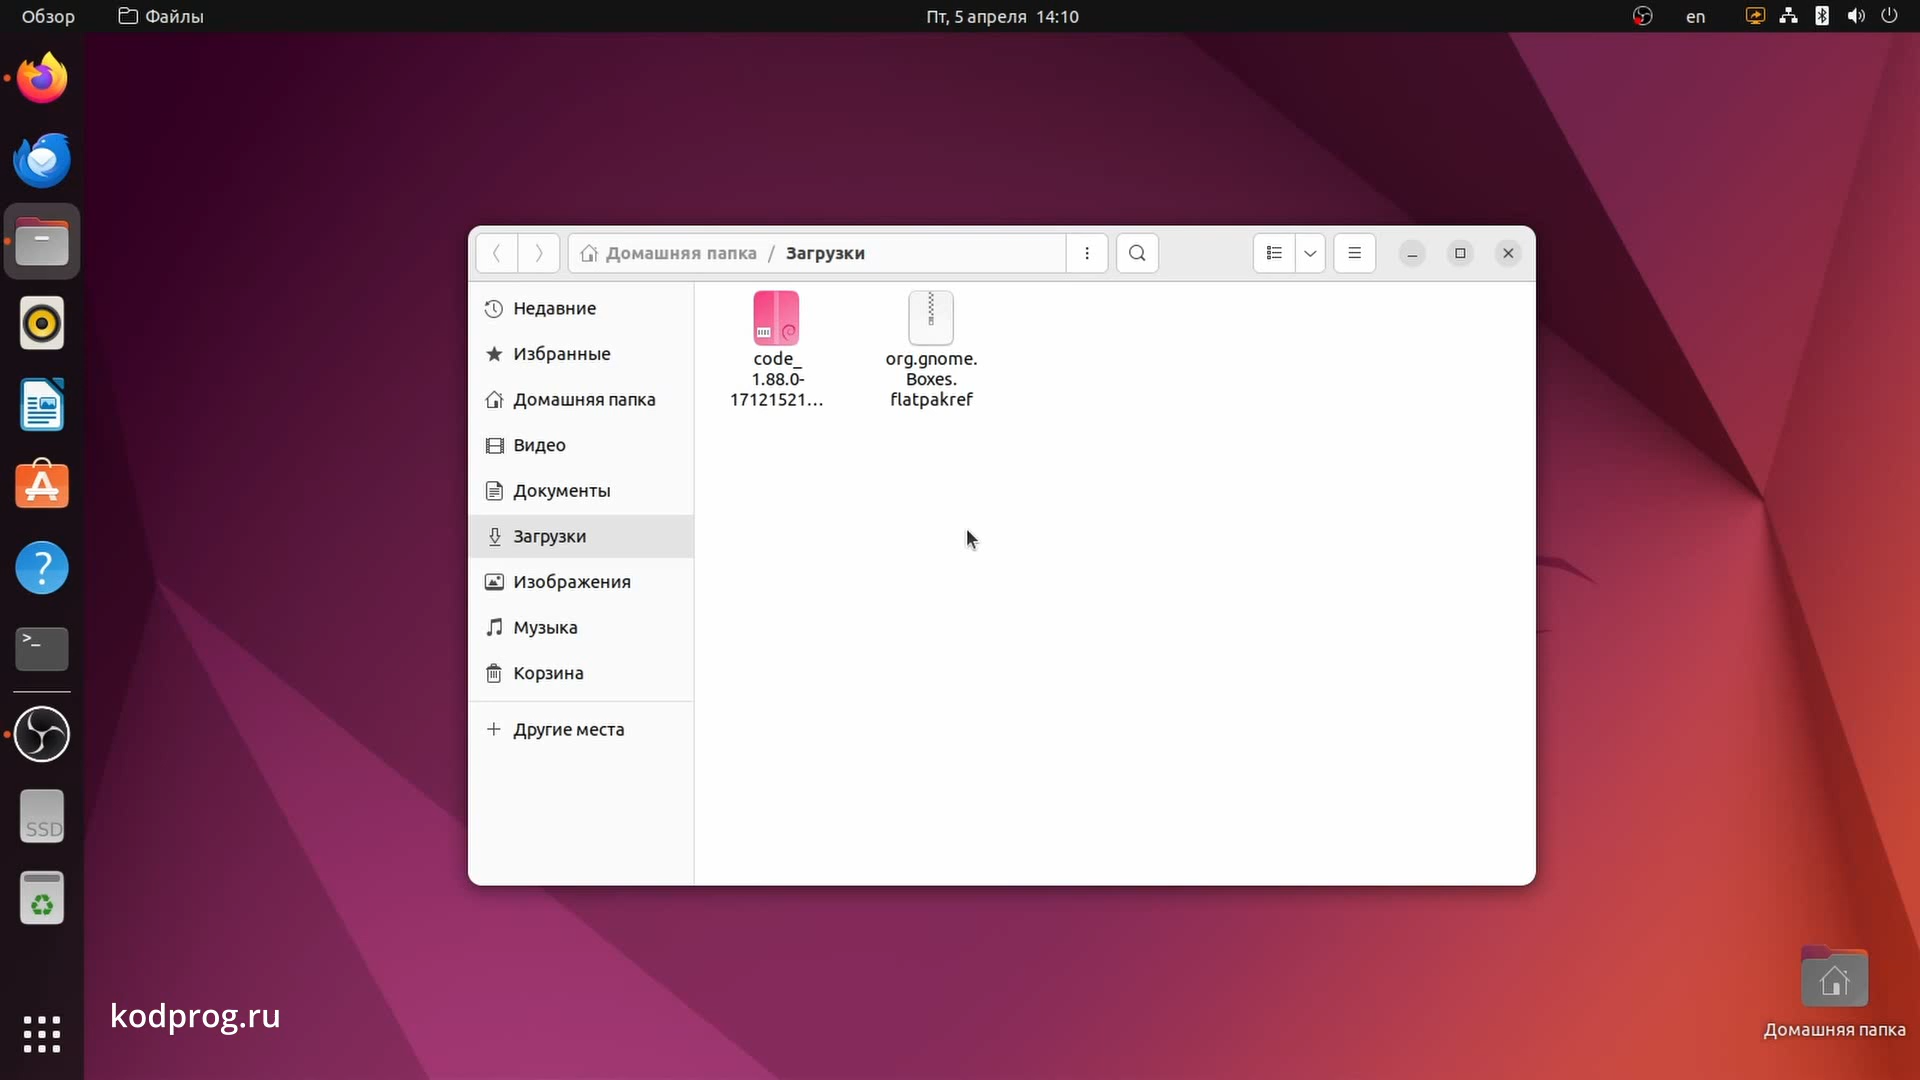 Обзор
Файлы
Пт, 5 апреля 14:10
en
Домашняя папка / Загрузки
Недавние
Избранные
Домашняя папка
Видео
Документы
Загрузки
Изображения
Музыка
Корзина
Другие места
code_
1.88.0-
17121521…
org.gnome.
Boxes.
flatpakref
SSD
kodprog.ru
Домашняя папка